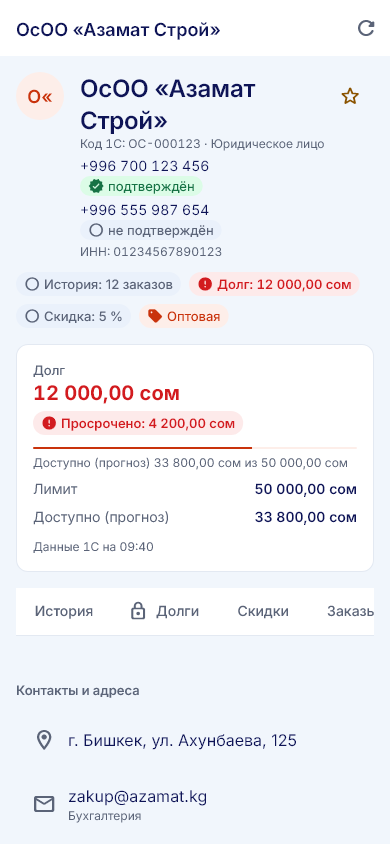 ОсОО «Азамат Строй»
О«
ОсОО «Азамат
Строй»
Код 1С: ОС-000123 · Юридическое лицо
+996 700 123 456
подтверждён
+996 555 987 654
не подтверждён
ИНН: 01234567890123
История: 12 заказов
Долг: 12 000,00 сом
Скидка: 5 %
Оптовая
Долг
12 000,00 сом
Просрочено: 4 200,00 сом
Доступно (прогноз) 33 800,00 сом из 50 000,00 сом
Лимит 50 000,00 сом
Доступно (прогноз) 33 800,00 сом
Данные 1С на 09:40
История Долги Скидки Заказы
Контакты и адреса
г. Бишкек, ул. Ахунбаева, 125
zakup@azamat.kg
Бухгалтерия